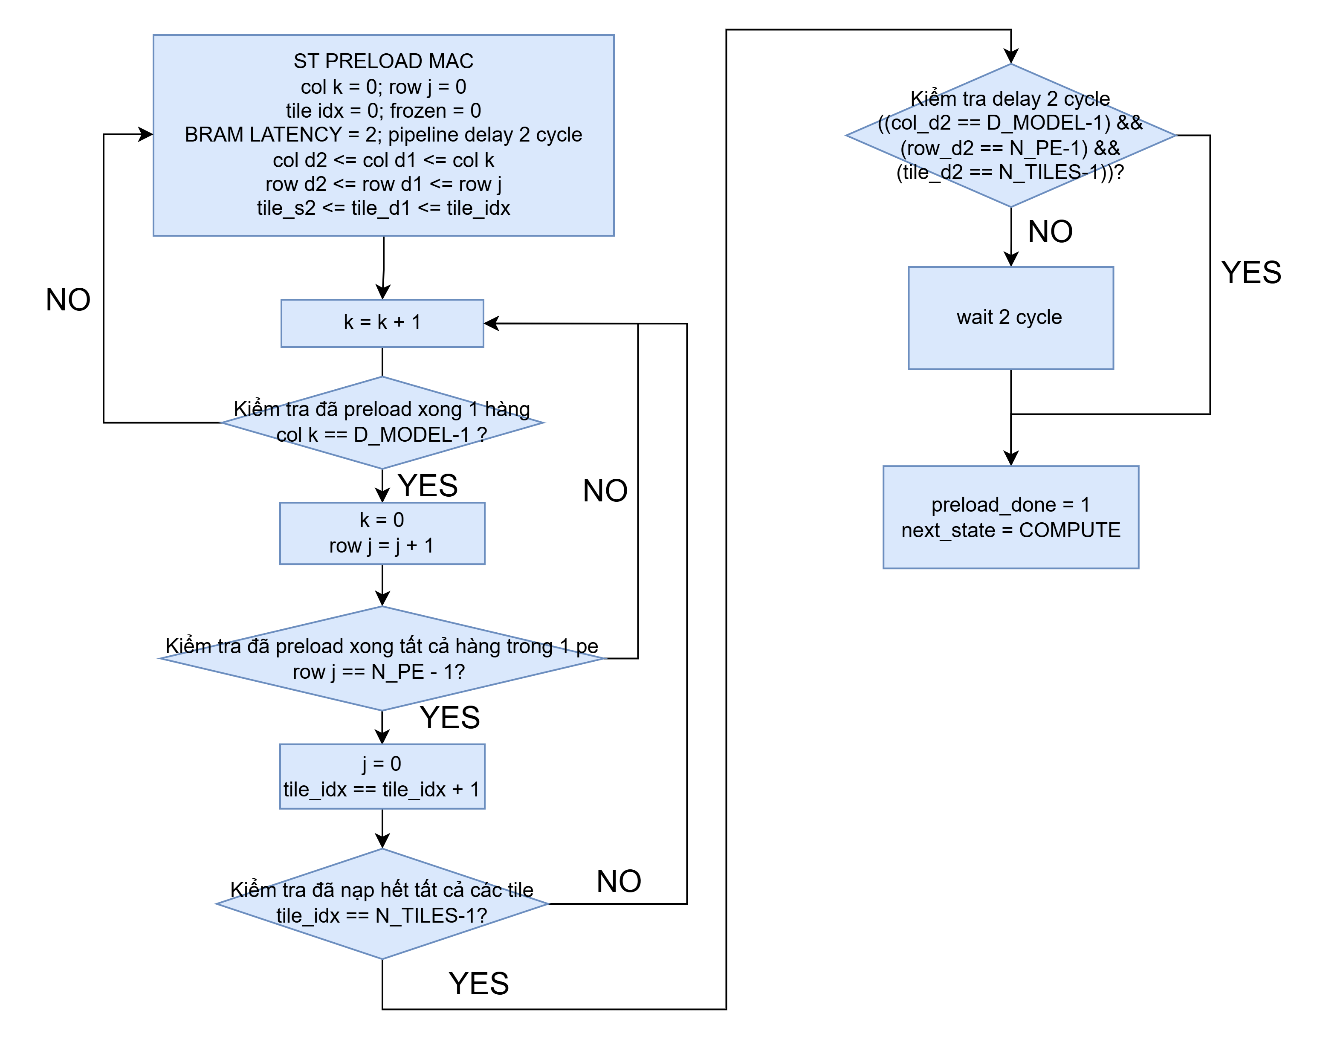 ST PRELOAD MAC
col k = 0; row j = 0
tile idx = 0; frozen = 0
BRAM LATENCY = 2; pipeline delay 2 cycle
col d2 <= col d1 <= col k
row d2 <= row d1 <= row j
tile_s2 <= tile_d1 <= tile_idx
NO
k = k + 1
Kiểm tra đã preload xong 1 hàng
col k == D_MODEL-1 ?
YES
k = 0
row j = j + 1
NO
Kiểm tra đã preload xong tất cả hàng trong 1 pe
row j == N_PE - 1?
YES
j = 0
tile_idx == tile_idx + 1
Kiểm tra đã nạp hết tất cả các tile
tile_idx == N_TILES-1?
NO
YES
Kiểm tra delay 2 cycle
((col_d2 == D_MODEL-1) &&
(row_d2 == N_PE-1) &&
(tile_d2 == N_TILES-1))?
NO
YES
wait 2 cycle
preload_done = 1
next_state = COMPUTE